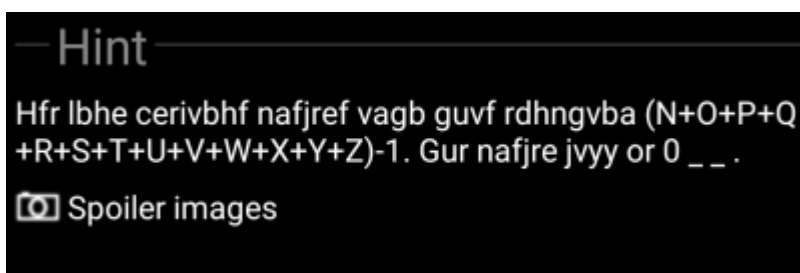 Hint
Hfr lbhe cerivbhf nafjref vagb guvf rdhngvba (N+O+P+Q
+R+S+T+U+V+W+X+Y+Z)-1. Gur nafjre jvyy or 0 _ _ .
Spoiler images